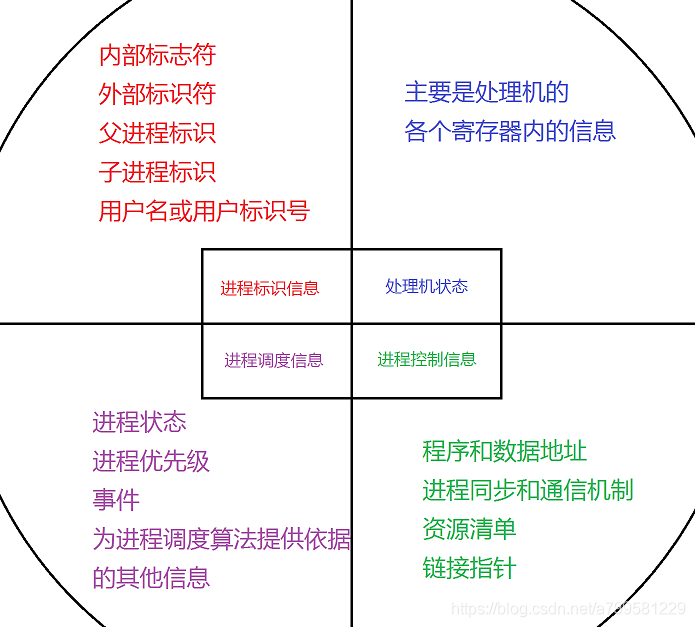 内部标志符
外部标识符
父进程标识
子进程标识
用户名或用户标识号
主要是处理机的
各个寄存器内的信息
进程标识信息
处理机状态
进程调度信息
进程控制信息
进程状态
进程优先级
事件
为进程调度算法提供依据
的其他信息
程序和数据地址
进程同步和通信机制
资源清单
链接指针
https://blog.csdn.net/a789581229